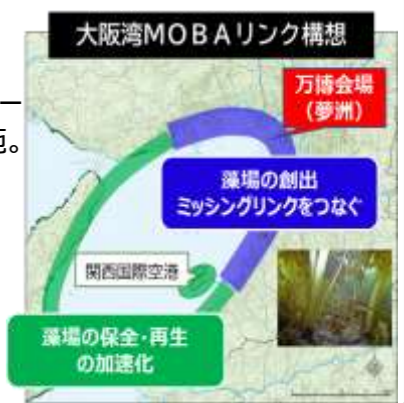 大阪湾MOBAリンク構想
ー
施。
万博会場
(夢洲)
藻場の創出
ミッシングリンクをつなぐ
関西国際空港
藻場の保全・再生
の加速化